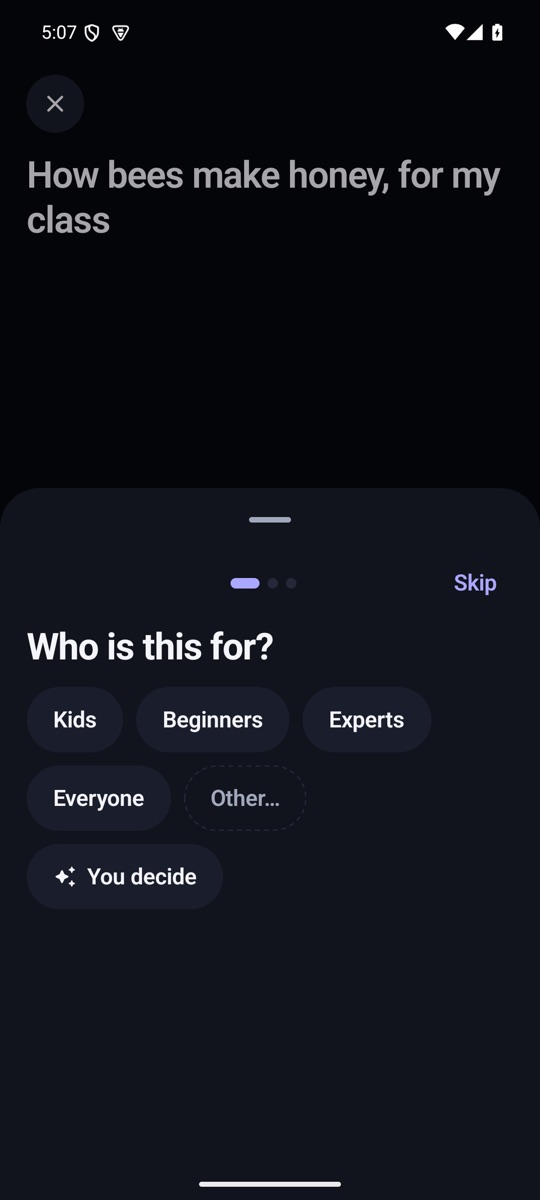 5:07
How bees make honey, for my
class
Skip
Who is this for?
Kids Beginners Experts
Everyone Other...
You decide